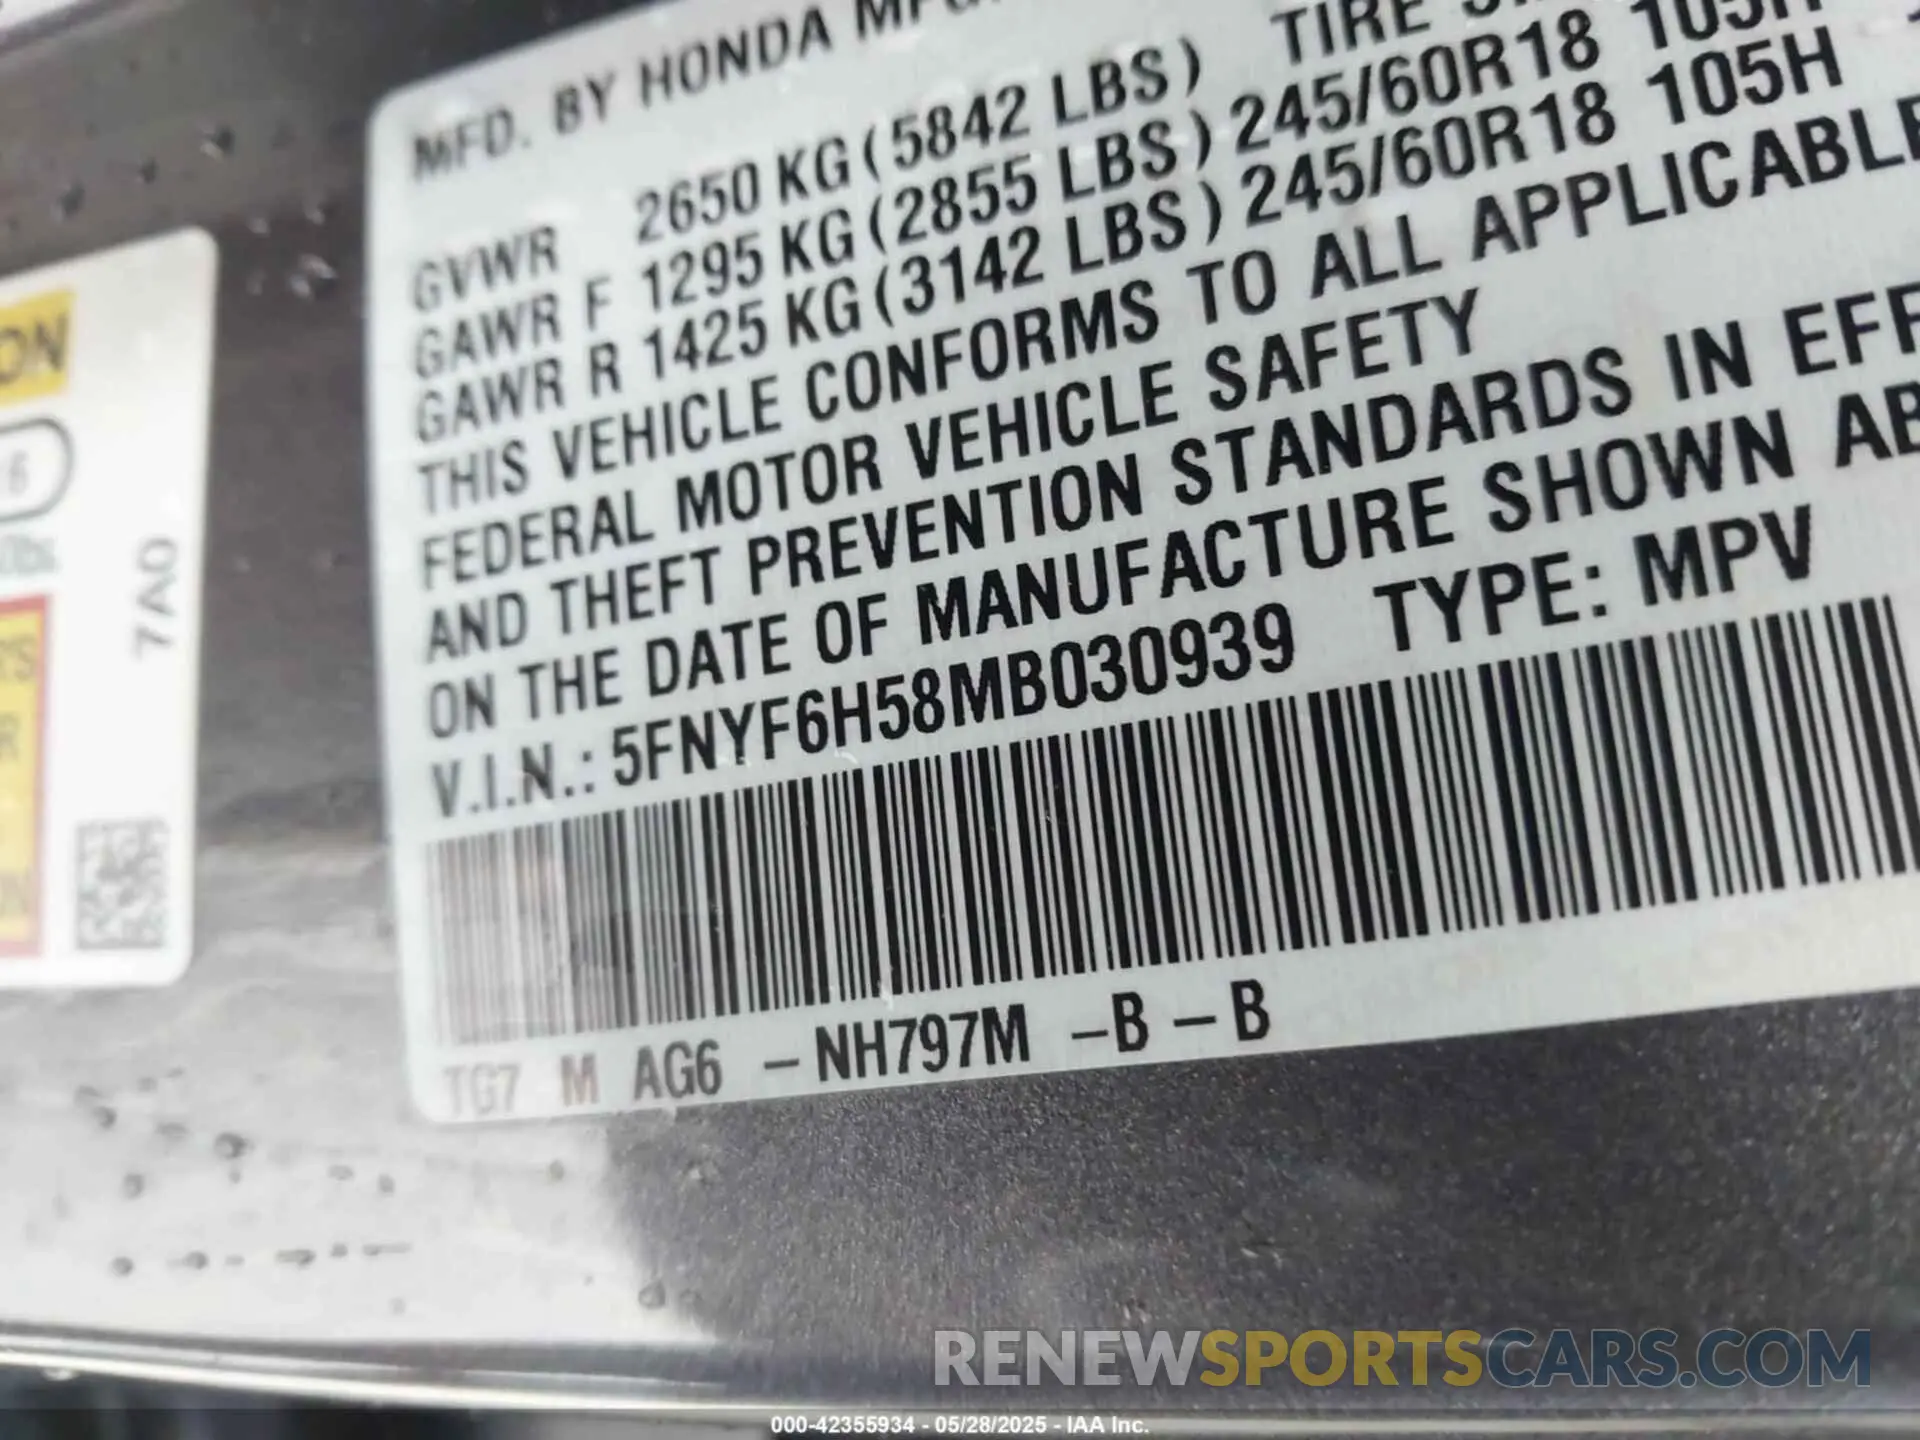 MFD. BY HONDA
TIRE
GVWR 2650 KG (5842 LBS)
GAWR F 1295 KG (2855 LBS) 245/60R18 105H
GAWR R 1425 KG (3142 LBS) 245/60R18 105H
THIS VEHICLE CONFORMS TO ALL APPLICABLE
FEDERAL MOTOR VEHICLE SAFETY
AND THEFT PREVENTION STANDARDS IN EFF
ON THE DATE OF MANUFACTURE SHOWN AB
V.I.N.: 5FNYF6H58MB030939 TYPE: MPV
TG7 M AG6 -NH797M -B -B
ON
6
7A0
RENEWSPORTSCARS.COM
000-42355934 - 05/28/2025 - IAA Inc.